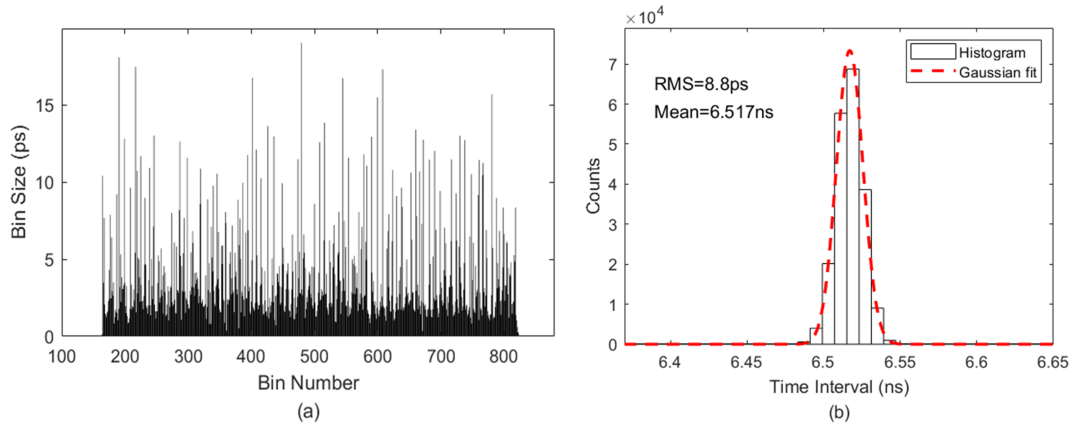 Bin Size (ps)
15
10
5
0
100 200 300 400 500 600 700 800
Bin Number
(a)
×10⁴
Counts
7
6
5
4
3
2
1
0
RMS=8.8ps
Mean=6.517ns
Histogram
Gaussian fit
6.4 6.45 6.5 6.55 6.6 6.65
Time Interval (ns)
(b)